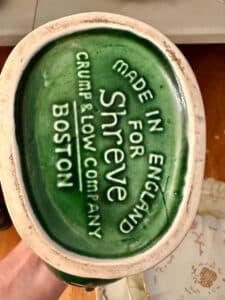 MADE IN ENGLAND
FOR
Shreve
CRUMP & LOW COMPANY
BOSTON